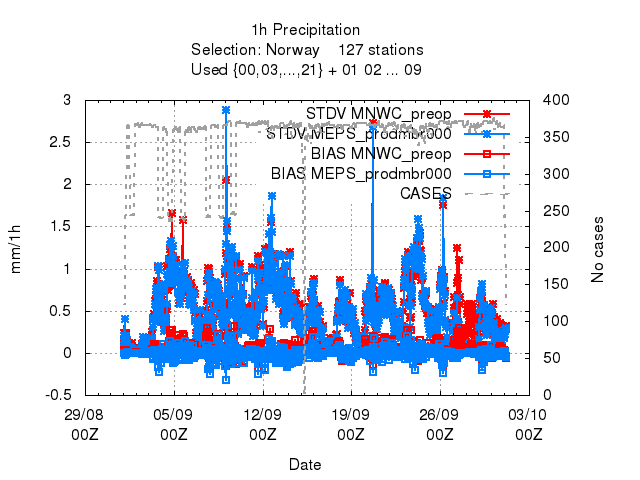 1h Precipitation
Selection: Norway 127 stations
Used {00,03,...,21} + 01 02 ... 09
3 400
STDV MNWC_preop
2.5 350
STDV MEPS_prodmbr000
300
BIAS MNWC_preop
2 BIAS MEPS_prodmbr000
250
CASES
1.5
200
1
150
0.5 100
0 50
-0.5 0
mm/1h
No cases
29/08 05/09 12/09 19/09 26/09 03/10
00Z 00Z 00Z 00Z 00Z 00Z
Date